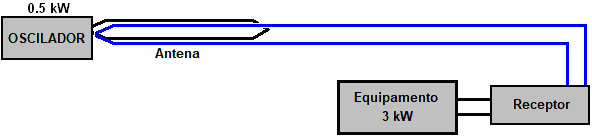 0.5 kW
OSCILADOR
Antena
Equipamento
3 kW
Receptor